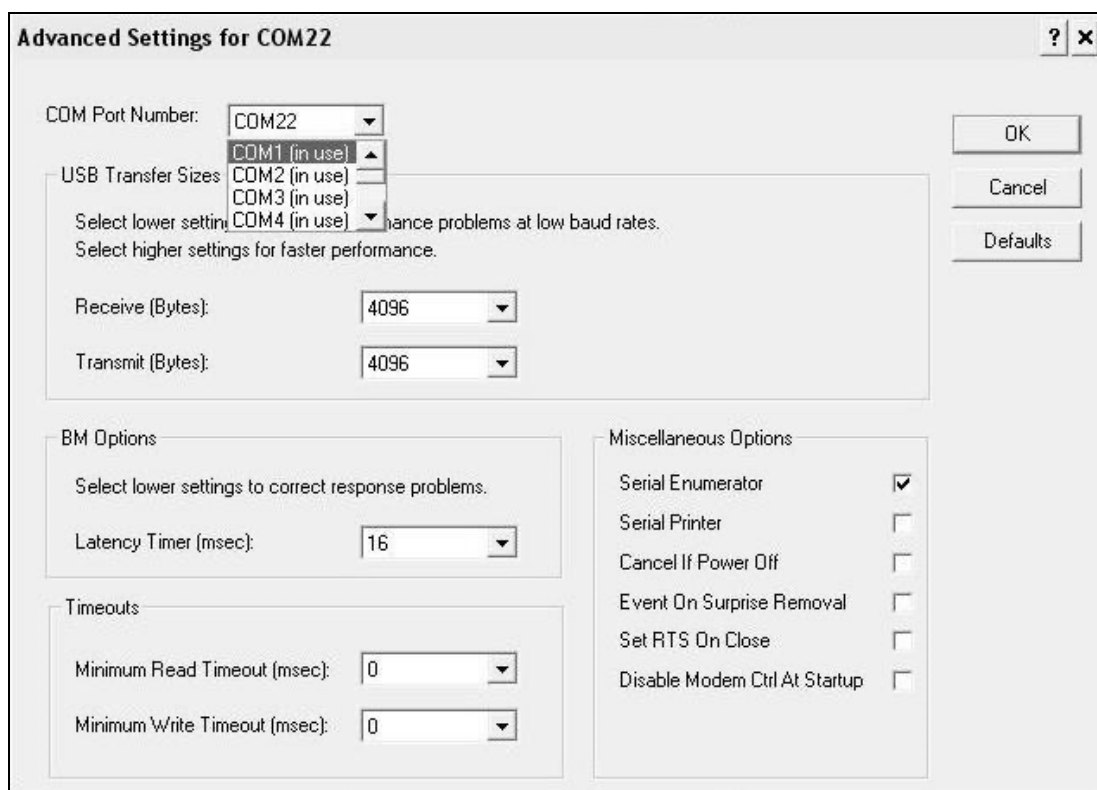 Advanced Settings for COM22
? ×
COM Port Number: COM22
COM1 (in use)
COM2 (in use)
COM3 (in use)
COM4 (in use)
OK
Cancel
Defaults
USB Transfer Sizes
Select lower problems at low baud rates.
Select higher settings for faster performance.
Receive (Bytes): 4096
Transmit (Bytes): 4096
BM Options
Select lower settings to correct response problems.
Latency Timer (msec): 16
Timeouts
Minimum Read Timeout (msec): 0
Minimum Write Timeout (msec): 0
Miscellaneous Options
Serial Enumerator
Serial Printer
Cancel If Power Off
Event On Surprise Removal
Set RTS On Close
Disable Modem Ctrl At Startup